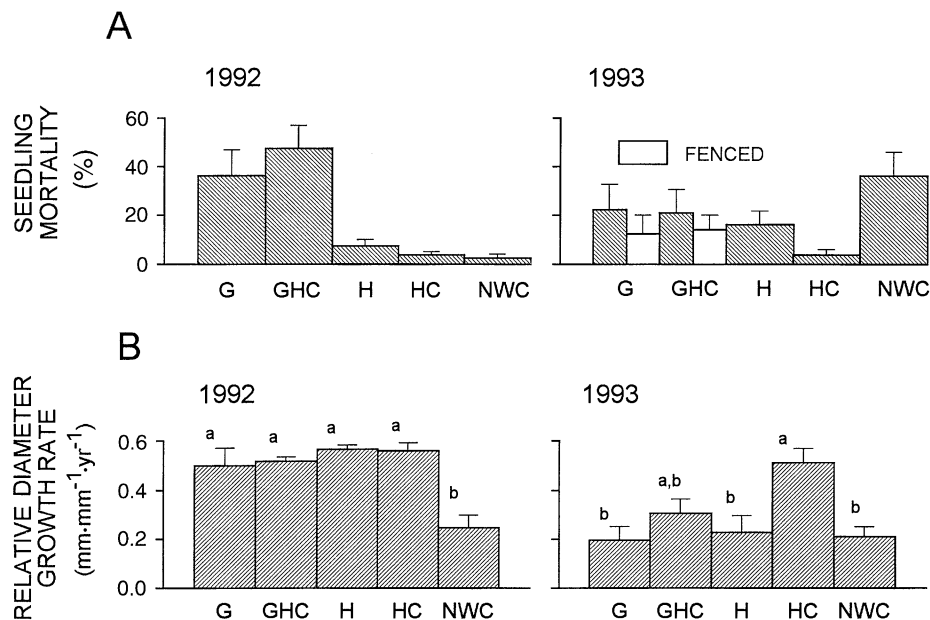 A
1992
1993
SEEDLING
MORTALITY
(%)
60
40
20
0
FENCED
G GHC H HC NWC
G GHC H HC NWC
B
1992
1993
RELATIVE DIAMETER
GROWTH RATE
(mm·mm⁻¹·yr⁻¹)
0.6
0.4
0.2
0.0
a a a a b
b a,b b a b
G GHC H HC NWC
G GHC H HC NWC